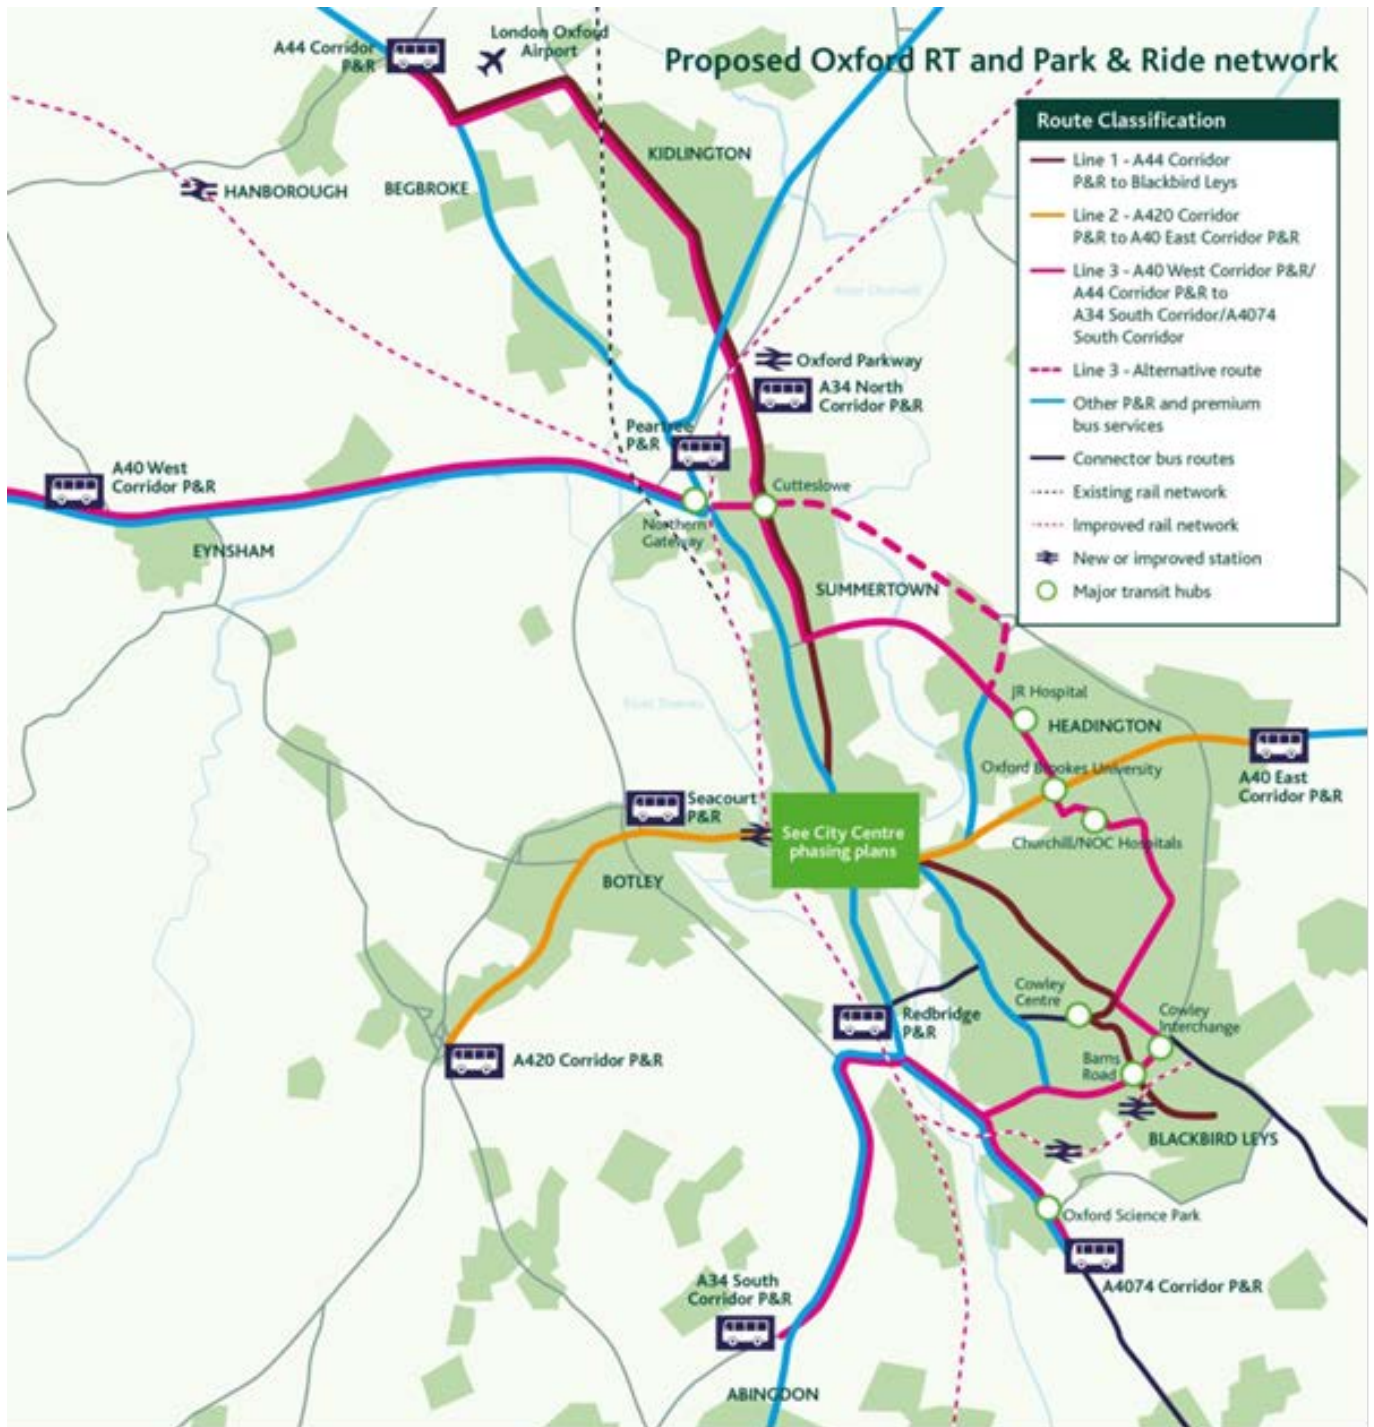 London Oxford
Airport
A44 Corridor
P&R
Proposed Oxford RT and Park & Ride network
Route Classification
Line 1 - A44 Corridor
P&R to Blackbird Leys
Line 2 - A420 Corridor
P&R to A40 East Corridor P&R
Line 3 - A40 West Corridor P&R/
A44 Corridor P&R to
A34 South Corridor/A4074
South Corridor
Line 3 - Alternative route
Other P&R and premium
bus services
Connector bus routes
Existing rail network
Improved rail network
New or improved station
Major transit hubs
KIDLINGTON
HANBOROUGH
BEGBROKE
Oxford Parkway
A34 North
Corridor P&R
Peartree
P&R
A40 West
Corridor P&R
Cutteslowe
Northern
Gateway
EYNSHAM
SUMMERTOWN
JR Hospital
HEADINGTON
Oxford Brookes University
A40 East
Corridor P&R
Seacourt
P&R
See City Centre
phasing plans
Churchill/NOC Hospitals
BOTLEY
Cowley
Centre
Redbridge
P&R
Cowley
Interchange
A420 Corridor P&R
Barns
Road
BLACKBIRD LEYS
Oxford Science Park
A34 South
Corridor P&R
A4074 Corridor P&R
ABINGDON